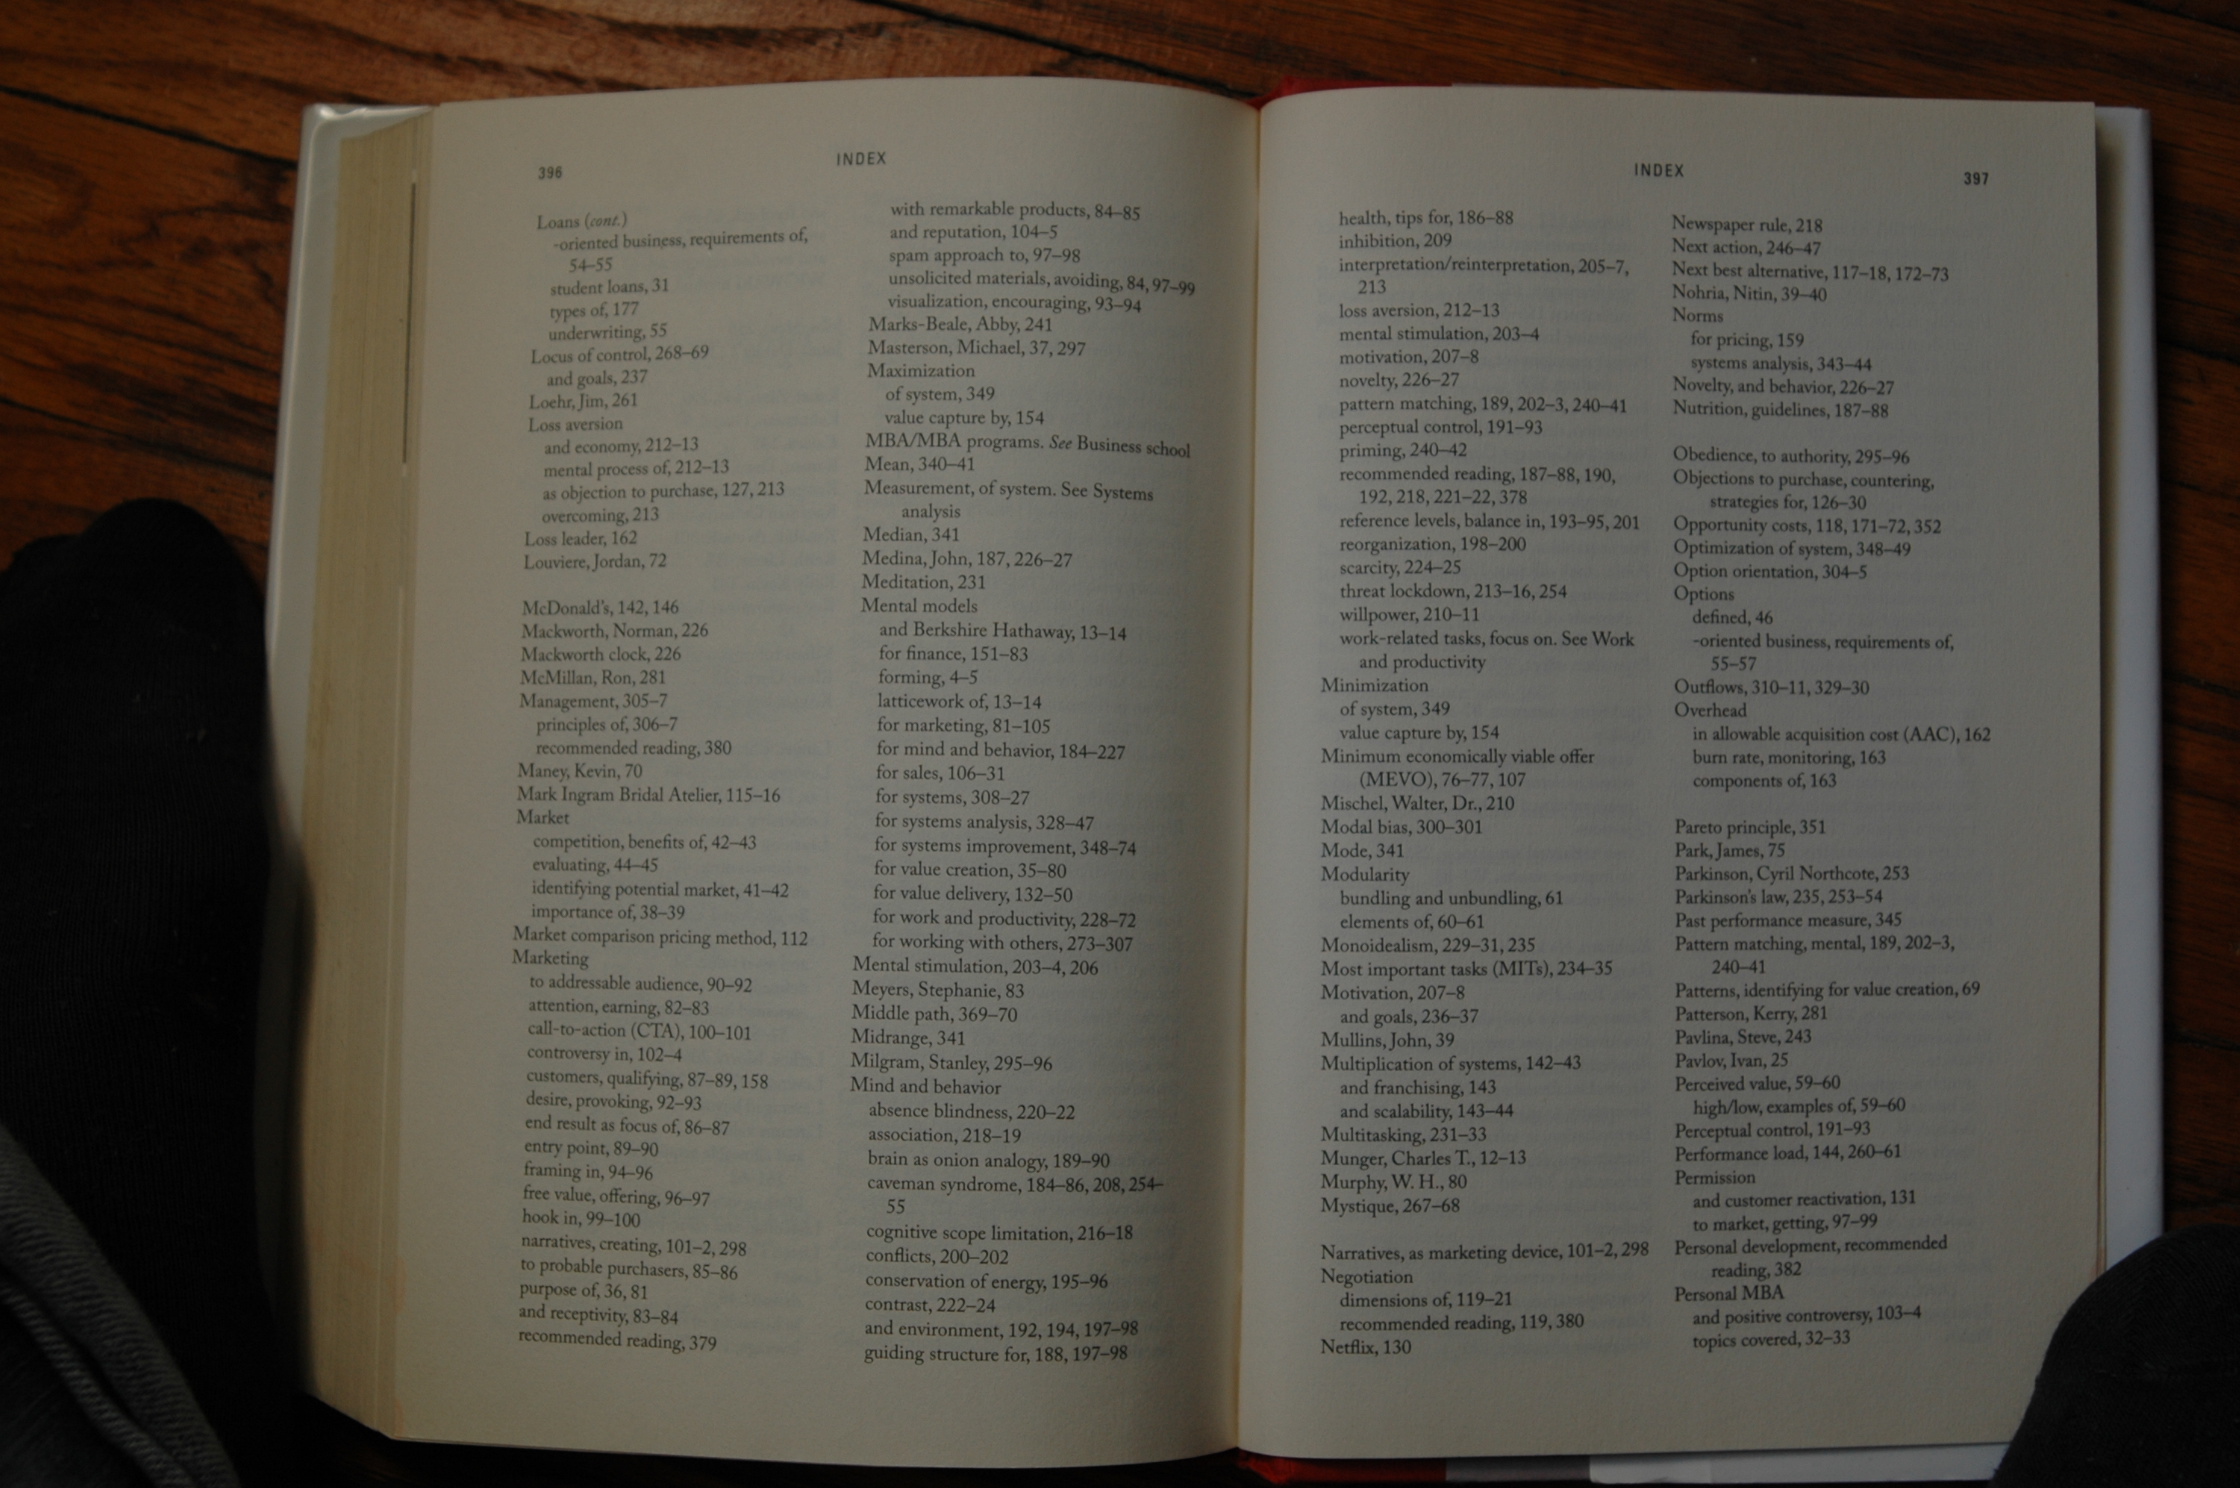 396
INDEX
Loans (cont.)
-oriented business, requirements of,
54–55
student loans, 31
types of, 177
underwriting, 55
Locus of control, 268–69
and goals, 237
Loehr, Jim, 261
Loss aversion
and economy, 212–13
mental process of, 212–13
as objection to purchase, 127, 213
overcoming, 213
Loss leader, 162
Louviere, Jordan, 72
McDonald's, 142, 146
Mackworth, Norman, 226
Mackworth clock, 226
McMillan, Ron, 281
Management, 305–7
principles of, 306–7
recommended reading, 380
Maney, Kevin, 70
Mark Ingram Bridal Atelier, 115–16
Market
competition, benefits of, 42–43
evaluating, 44–45
identifying potential market, 41–42
importance of, 38–39
Market comparison pricing method, 112
Marketing
to addressable audience, 90–92
attention, earning, 82–83
call-to-action (CTA), 100–101
controversy in, 102–4
customers, qualifying, 87–89, 158
desire, provoking, 92–93
end result as focus of, 86–87
entry point, 89–90
framing in, 94–96
free value, offering, 96–97
hook in, 99–100
narratives, creating, 101–2, 298
to probable purchasers, 85–86
purpose of, 36, 81
and receptivity, 83–84
recommended reading, 379
with remarkable products, 84–85
and reputation, 104–5
spam approach to, 97–98
unsolicited materials, avoiding, 84, 97–99
visualization, encouraging, 93–94
Marks-Beale, Abby, 241
Masterson, Michael, 37, 297
Maximization
of system, 349
value capture by, 154
MBA/MBA programs. See Business school
Mean, 340–41
Measurement, of system. See Systems
analysis
Median, 341
Medina, John, 187, 226–27
Meditation, 231
Mental models
and Berkshire Hathaway, 13–14
for finance, 151–83
forming, 4–5
latticework of, 13–14
for marketing, 81–105
for mind and behavior, 184–227
for sales, 106–31
for systems, 308–27
for systems analysis, 328–47
for systems improvement, 348–74
for value creation, 35–80
for value delivery, 132–50
for work and productivity, 228–72
for working with others, 273–307
Mental stimulation, 203–4, 206
Meyers, Stephanie, 83
Middle path, 369–70
Midrange, 341
Milgram, Stanley, 295–96
Mind and behavior
absence blindness, 220–22
association, 218–19
brain as onion analogy, 189–90
caveman syndrome, 184–86, 208, 254–
55
cognitive scope limitation, 216–18
conflicts, 200–202
conservation of energy, 195–96
contrast, 222–24
and environment, 192, 194, 197–98
guiding structure for, 188, 197–98
INDEX
397
health, tips for, 186–88
inhibition, 209
interpretation/reinterpretation, 205–7,
213
loss aversion, 212–13
mental stimulation, 203–4
motivation, 207–8
novelty, 226–27
pattern matching, 189, 202–3, 240–41
perceptual control, 191–93
priming, 240–42
recommended reading, 187–88, 190,
192, 218, 221–22, 378
reference levels, balance in, 193–95, 201
reorganization, 198–200
scarcity, 224–25
threat lockdown, 213–16, 254
willpower, 210–11
work-related tasks, focus on. See Work
and productivity
Minimization
of system, 349
value capture by, 154
Minimum economically viable offer
(MEVO), 76–77, 107
Mischel, Walter, Dr., 210
Modal bias, 300–301
Mode, 341
Modularity
bundling and unbundling, 61
elements of, 60–61
Monoidealism, 229–31, 235
Most important tasks (MITs), 234–35
Motivation, 207–8
and goals, 236–37
Mullins, John, 39
Multiplication of systems, 142–43
and franchising, 143
and scalability, 143–44
Multitasking, 231–33
Munger, Charles T., 12–13
Murphy, W. H., 80
Mystique, 267–68
Narratives, as marketing device, 101–2, 298
Negotiation
dimensions of, 119–21
recommended reading, 119, 380
Netflix, 130
Newspaper rule, 218
Next action, 246–47
Next best alternative, 117–18, 172–73
Nohria, Nitin, 39–40
Norms
for pricing, 159
systems analysis, 343–44
Novelty, and behavior, 226–27
Nutrition, guidelines, 187–88
Obedience, to authority, 295–96
Objections to purchase, countering,
strategies for, 126–30
Opportunity costs, 118, 171–72, 352
Optimization of system, 348–49
Option orientation, 304–5
Options
defined, 46
-oriented business, requirements of,
55–57
Outflows, 310–11, 329–30
Overhead
in allowable acquisition cost (AAC), 162
burn rate, monitoring, 163
components of, 163
Pareto principle, 351
Park, James, 75
Parkinson, Cyril Northcote, 253
Parkinson's law, 235, 253–54
Past performance measure, 345
Pattern matching, mental, 189, 202–3,
240–41
Patterns, identifying for value creation, 69
Patterson, Kerry, 281
Pavlina, Steve, 243
Pavlov, Ivan, 25
Perceived value, 59–60
high/low, examples of, 59–60
Perceptual control, 191–93
Performance load, 144, 260–61
Permission
and customer reactivation, 131
to market, getting, 97–99
Personal development, recommended
reading, 382
Personal MBA
and positive controversy, 103–4
topics covered, 32–33